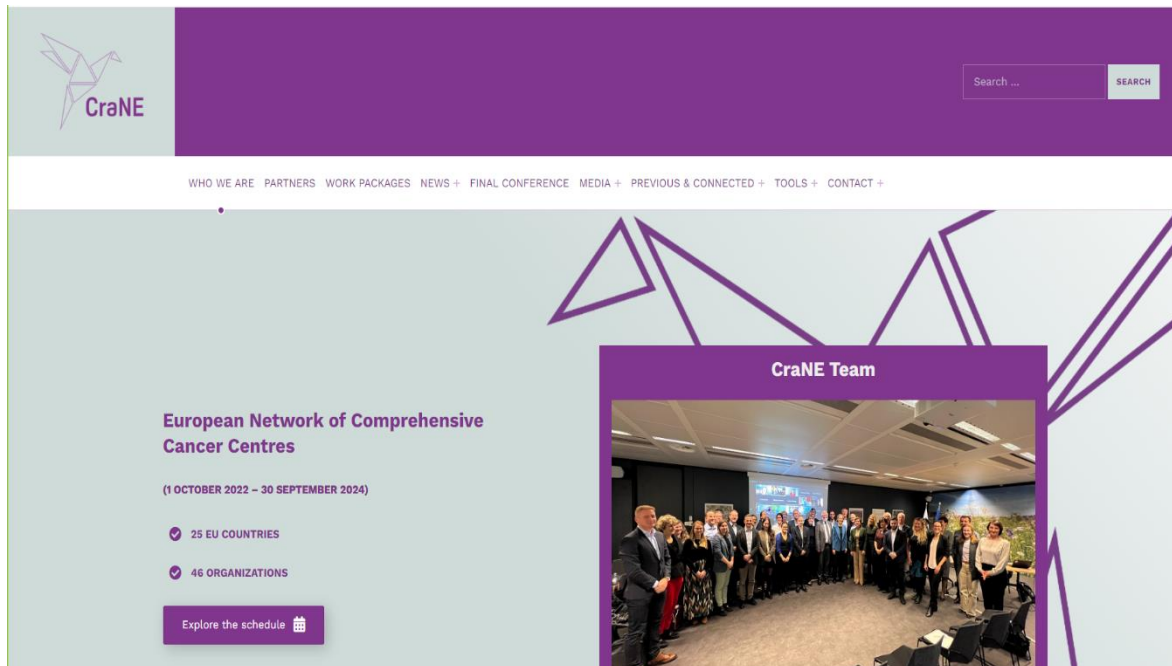 CraNE
Search ...
SEARCH
WHO WE ARE PARTNERS WORK PACKAGES NEWS + FINAL CONFERENCE MEDIA + PREVIOUS & CONNECTED + TOOLS + CONTACT +
CraNE Team
European Network of Comprehensive
Cancer Centres
(1 OCTOBER 2022 – 30 SEPTEMBER 2024)
25 EU COUNTRIES
46 ORGANIZATIONS
Explore the schedule